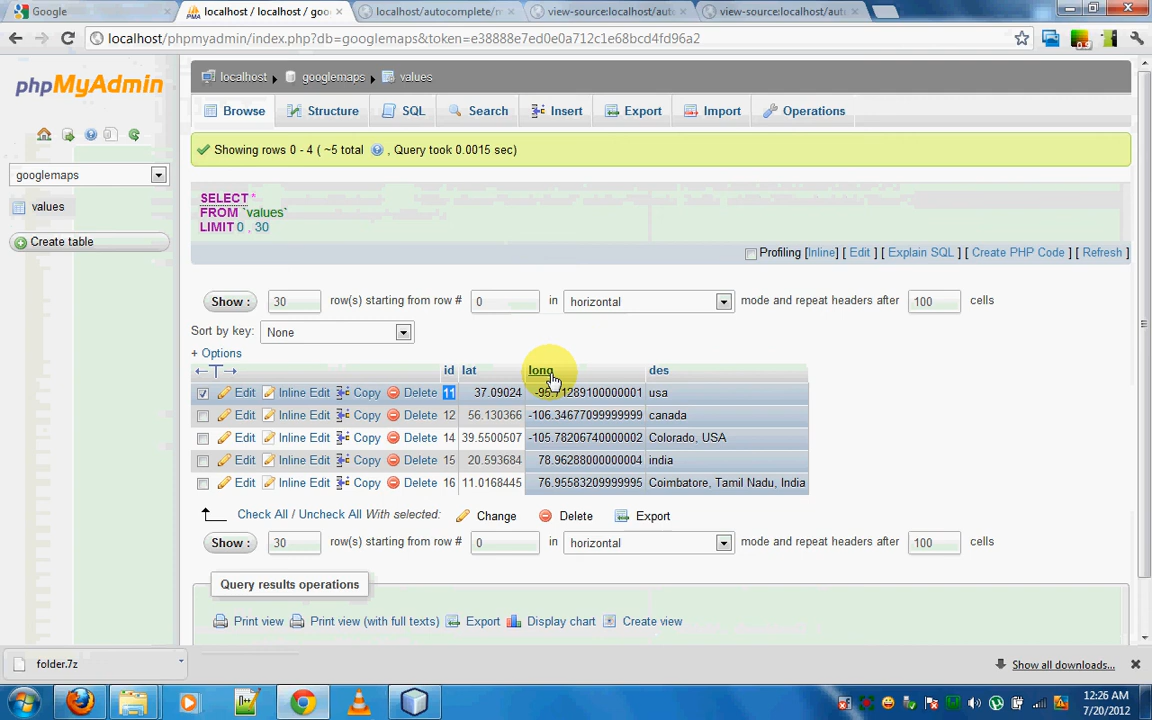 Google
localhost / localhost / goo
localhost/autocomplete/m
view-source:localhost/aut
view-source:localhost/aut
localhost/phpmyadmin/index.php?db=googlemaps&token=e38888e7ed0e0a712c1e68bcd4fd96a2
phpMyAdmin
localhost ▸ googlemaps ▸ values
Browse Structure SQL Search Insert Export Import Operations
googlemaps
values
Create table
Showing rows 0 - 4 ( ~5 total , Query took 0.0015 sec)
SELECT *
FROM `values`
LIMIT 0 , 30
Profiling [Inline] [ Edit ] [ Explain SQL ] [ Create PHP Code ] [ Refresh ]
Show : 30 row(s) starting from row # 0 in horizontal mode and repeat headers after 100 cells
Sort by key: None
+ Options
←T→ id lat long des
Edit Inline Edit Copy Delete 11 37.09024 -95.71289100000001 usa
Edit Inline Edit Copy Delete 12 56.130366 -106.34677099999999 canada
Edit Inline Edit Copy Delete 14 39.5500507 -105.78206740000002 Colorado, USA
Edit Inline Edit Copy Delete 15 20.593684 78.96288000000004 india
Edit Inline Edit Copy Delete 16 11.0168445 76.95583209999995 Coimbatore, Tamil Nadu, India
Check All / Uncheck All With selected: Change Delete Export
Show : 30 row(s) starting from row # 0 in horizontal mode and repeat headers after 100 cells
Query results operations
Print view Print view (with full texts) Export Display chart Create view
folder.7z
Show all downloads...
12:26 AM
7/20/2012